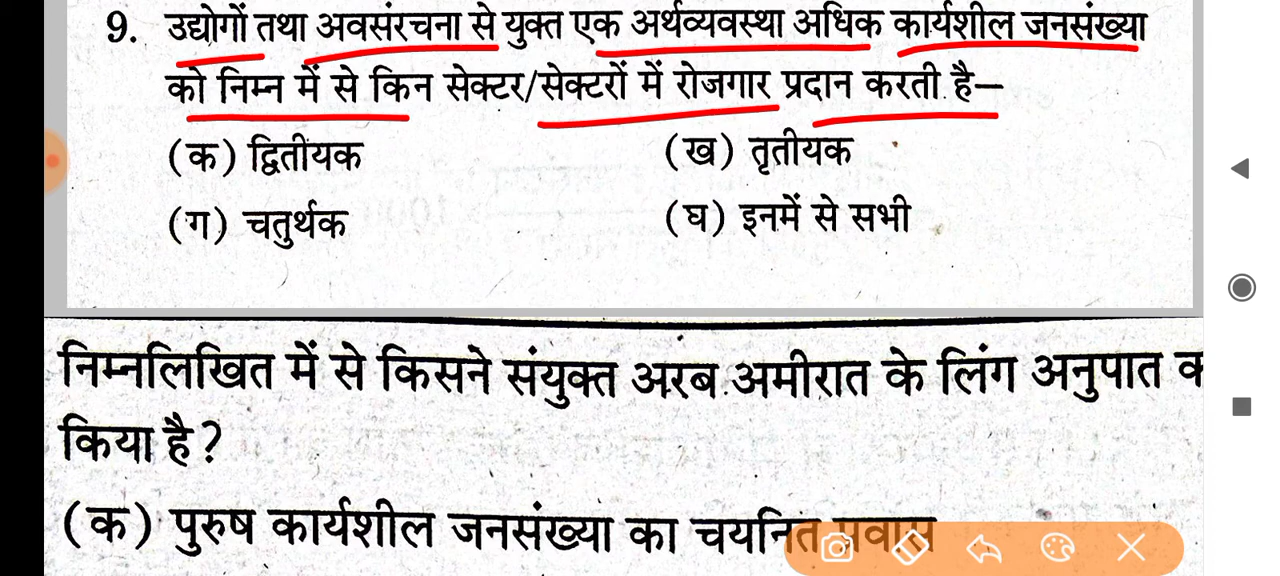 9. उद्योगों तथा अवसंरचना से युक्त एक अर्थव्यवस्था अधिक कार्यशील जनसंख्या
को निम्न में से किन सेक्टर/सेक्टरों में रोजगार प्रदान करती है—
(क) द्वितीयक (ख) तृतीयक
(ग) चतुर्थक (घ) इनमें से सभी
निम्नलिखित में से किसने संयुक्त अरब अमीरात के लिंग अनुपात क
किया है?
(क) पुरुष कार्यशील जनसंख्या का चयनित प्रवास